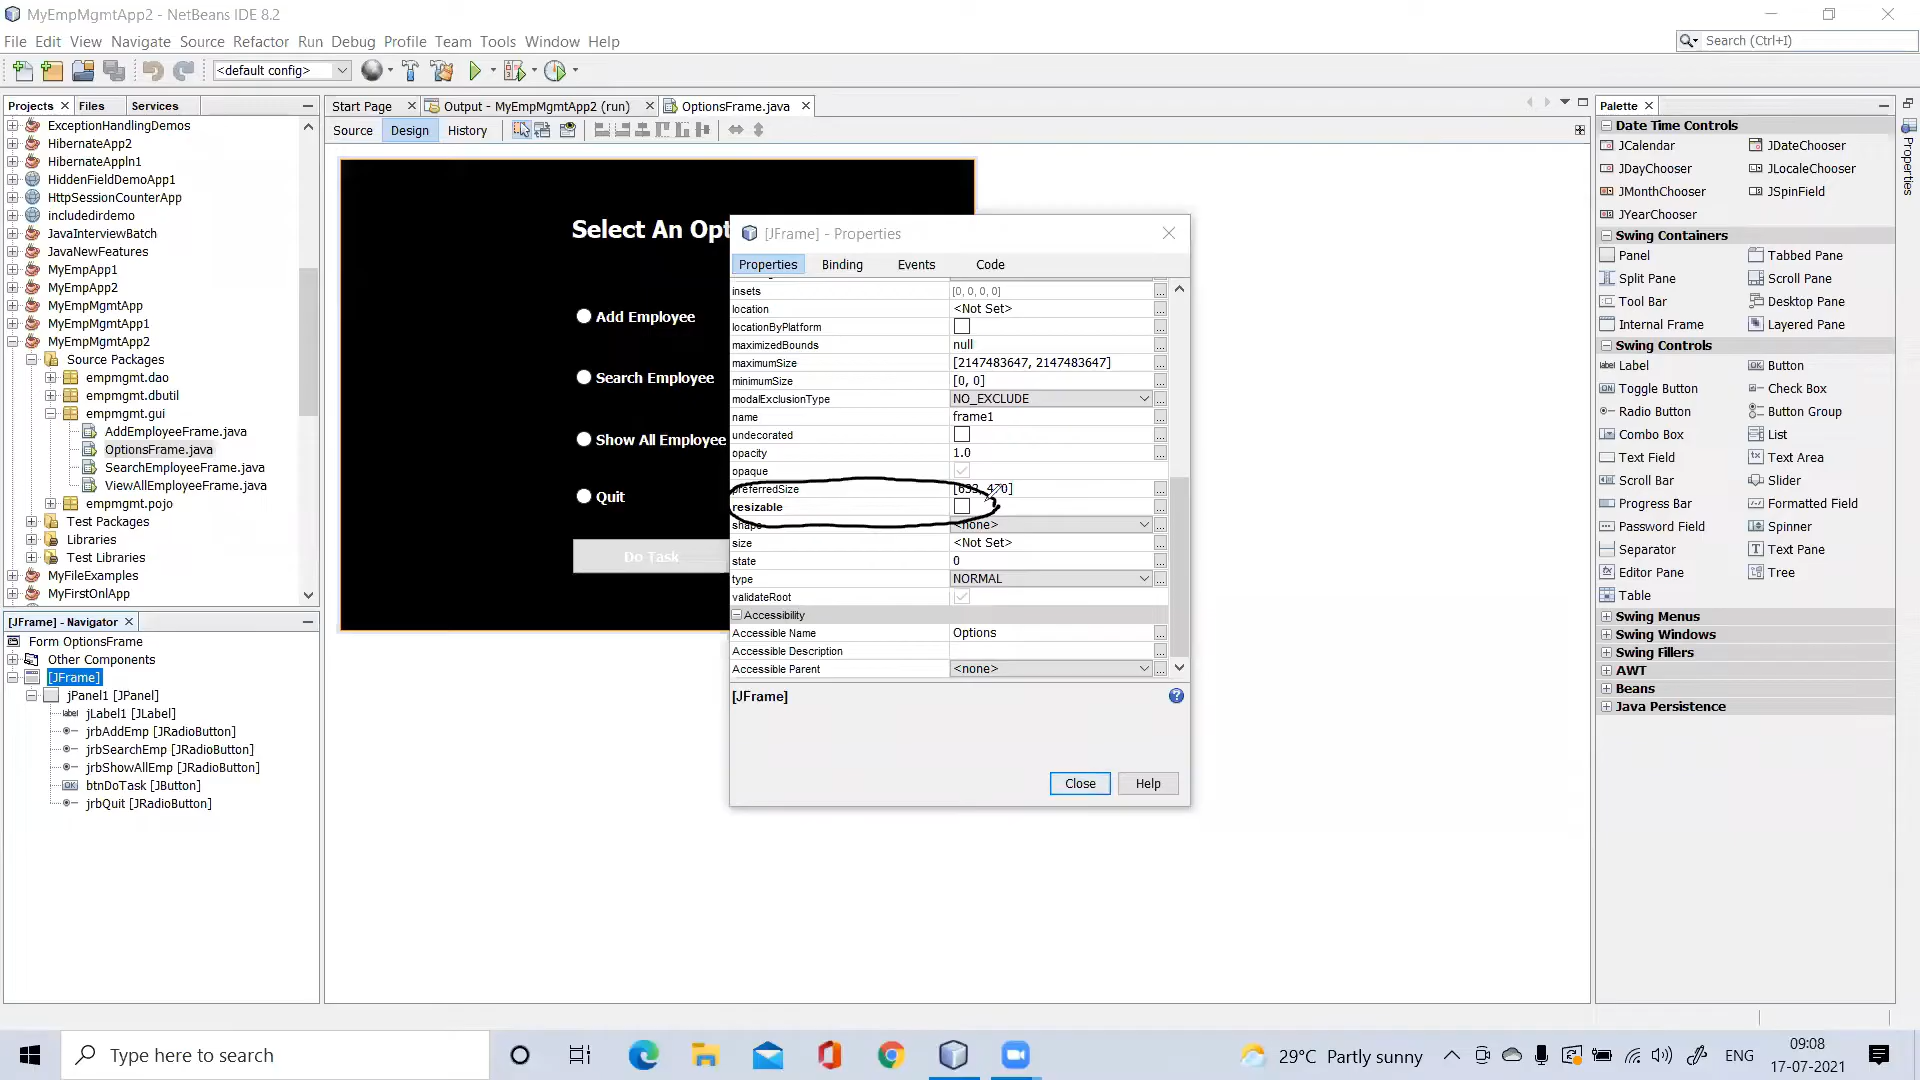 MyEmpMgmtApp2 - NetBeans IDE 8.2
File Edit View Navigate Source Refactor Run Debug Profile Team Tools Window Help
Search (Ctrl+I)
<default config>
Projects Files Services
Start Page Output - MyEmpMgmtApp2 (run) OptionsFrame.java
Source Design History
ExceptionHandlingDemos
HibernateApp2
HibernateAppln1
HiddenFieldDemoApp1
HttpSessionCounterApp
includedirdemo
JavaInterviewBatch
JavaNewFeatures
MyEmpApp1
MyEmpApp2
MyEmpMgmtApp
MyEmpMgmtApp1
MyEmpMgmtApp2
Source Packages
empmgmt.dao
empmgmt.dbutil
empmgmt.gui
AddEmployeeFrame.java
OptionsFrame.java
SearchEmployeeFrame.java
ViewAllEmployeeFrame.java
empmgmt.pojo
Test Packages
Libraries
Test Libraries
MyFileExamples
MyFirstOnlApp
[JFrame] - Navigator
Form OptionsFrame
Other Components
[JFrame]
jPanel1 [JPanel]
label jLabel1 [JLabel]
jrbAddEmp [JRadioButton]
jrbSearchEmp [JRadioButton]
jrbShowAllEmp [JRadioButton]
OK btnDoTask [JButton]
jrbQuit [JRadioButton]
Select An Opt
Add Employee
Search Employee
Show All Employee
Quit
Do Task
[JFrame] - Properties
Properties Binding Events Code
insets [0, 0, 0, 0] ...
location <Not Set> ...
locationByPlatform ...
maximizedBounds null ...
maximumSize [2147483647, 2147483647] ...
minimumSize [0, 0] ...
modalExclusionType NO_EXCLUDE ...
name frame1 ...
undecorated ...
opacity 1.0 ...
opaque
preferredSize ...
resizable ...
shape <none> ...
size <Not Set> ...
state 0 ...
type NORMAL ...
validateRoot
Accessibility
Accessible Name Options ...
Accessible Description ...
Accessible Parent <none> ...
[JFrame]
Close Help
Palette
Date Time Controls
JCalendar JDateChooser
JDayChooser JLocaleChooser
JMonthChooser JSpinField
JYearChooser
Swing Containers
Panel Tabbed Pane
Split Pane Scroll Pane
Tool Bar Desktop Pane
Internal Frame Layered Pane
Swing Controls
label Label OK Button
ON Toggle Button Check Box
Radio Button Button Group
Combo Box List
Text Field Text Area
Scroll Bar Slider
Progress Bar Formatted Field
Password Field Spinner
Separator T Text Pane
Editor Pane Tree
Table
Swing Menus
Swing Windows
Swing Fillers
AWT
Beans
Java Persistence
Properties
Type here to search
29°C Partly sunny
ENG
09:08
17-07-2021